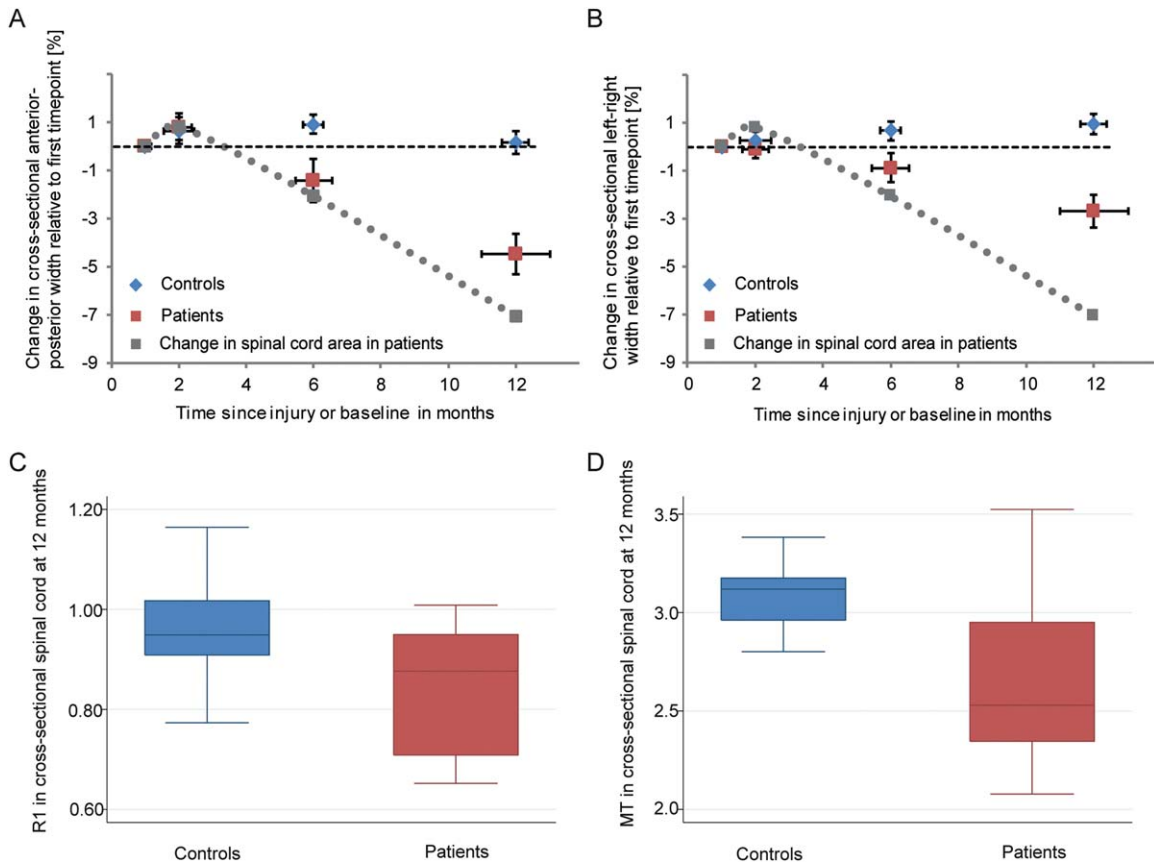 A
Change in cross-sectional anterior-
posterior width relative to first timepoint [%]
1
-1
-3
-5
-7
-9
Controls
Patients
Change in spinal cord area in patients
0 2 4 6 8 10 12
Time since injury or baseline in months
B
Change in cross-sectional left-right
width relative to first timepoint [%]
1
-1
-3
-5
-7
-9
Controls
Patients
Change in spinal cord area in patients
0 2 4 6 8 10 12
Time since injury or baseline in months
C
R1 in cross-sectional spinal cord at 12 months
1.20
1.00
0.80
0.60
Controls Patients
D
MT in cross-sectional spinal cord at 12 months
3.5
3.0
2.5
2.0
Controls Patients